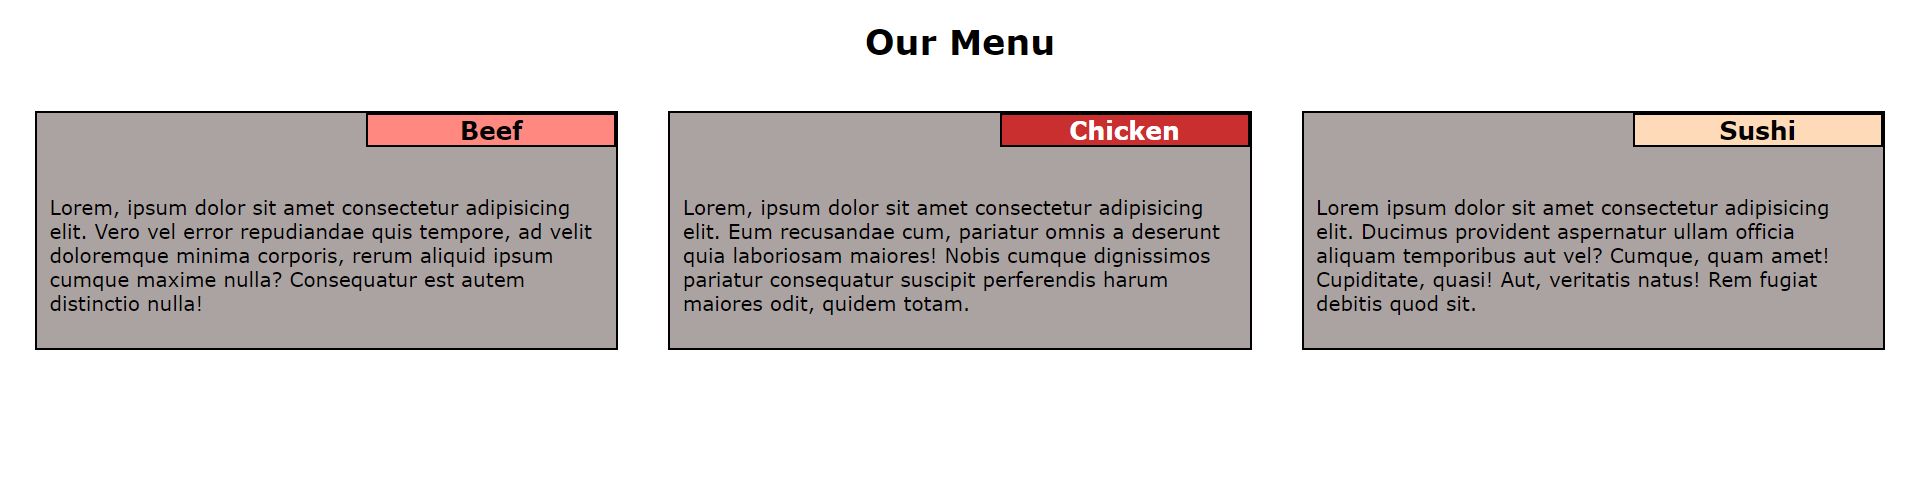 Our Menu
Beef
Lorem, ipsum dolor sit amet consectetur adipisicing
elit. Vero vel error repudiandae quis tempore, ad velit
doloremque minima corporis, rerum aliquid ipsum
cumque maxime nulla? Consequatur est autem
distinctio nulla!
Chicken
Lorem, ipsum dolor sit amet consectetur adipisicing
elit. Eum recusandae cum, pariatur omnis a deserunt
quia laboriosam maiores! Nobis cumque dignissimos
pariatur consequatur suscipit perferendis harum
maiores odit, quidem totam.
Sushi
Lorem ipsum dolor sit amet consectetur adipisicing
elit. Ducimus provident aspernatur ullam officia
aliquam temporibus aut vel? Cumque, quam amet!
Cupiditate, quasi! Aut, veritatis natus! Rem fugiat
debitis quod sit.